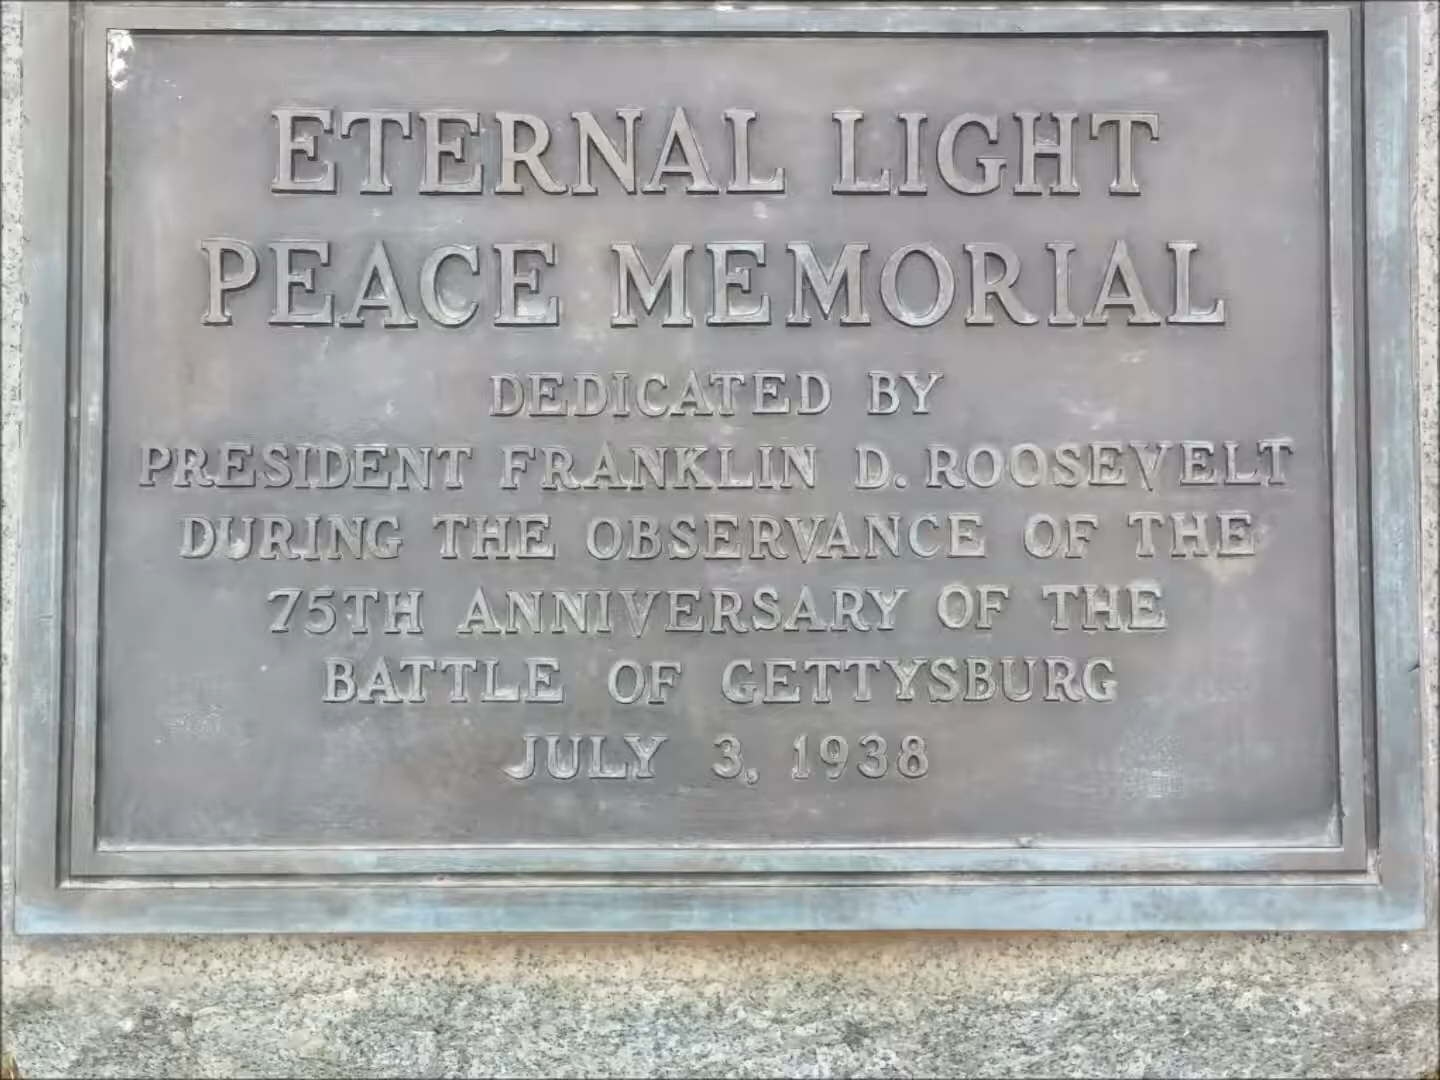 ETERNAL LIGHT
PEACE MEMORIAL
DEDICATED BY
PRESIDENT FRANKLIN D. ROOSEVELT
DURING THE OBSERVANCE OF THE
75TH ANNIVERSARY OF THE
BATTLE OF GETTYSBURG
JULY 3, 1938